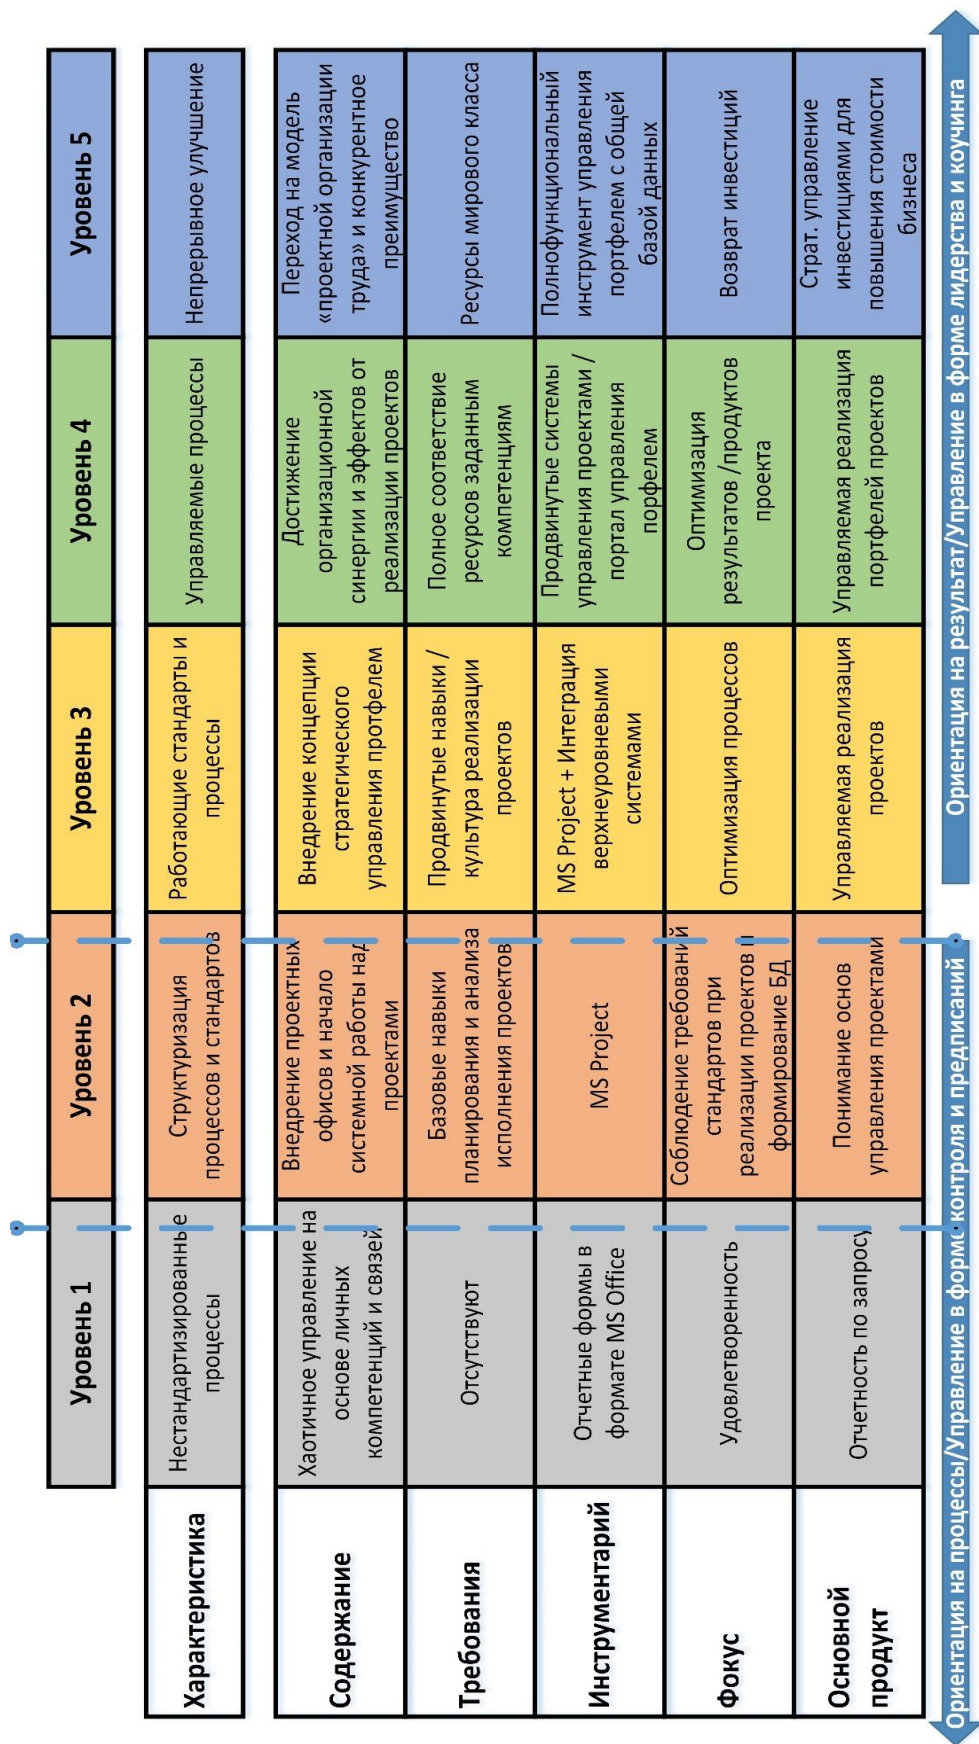 Уровень 1
Уровень 2
Уровень 3
Уровень 4
Уровень 5
Характеристика
Нестандартизированные
процессы
Структуризация
процессов и стандартов
Работающие стандарты и
процессы
Управляемые процессы
Непрерывное улучшение
Содержание
Хаотичное управление на
основе личных
компетенций и связей
Внедрение проектных
офисов и начало
системной работы над
проектами
Внедрение концепции
стратегического
управления протфелем
Достижение
организационной
синергии и эффектов от
реализации проектов
Переход на модель
«проектной организации
труда» и конкурентное
преимущество
Требования
Отсутствуют
Базовые навыки
планирования и анализа
исполнения проектов
Продвинутые навыки /
культура реализации
проектов
Полное соответствие
ресурсов заданным
компетенциям
Ресурсы мирового класса
Инструментарий
Отчетные формы в
формате MS Office
MS Project
MS Project + Интеграция
верхнеуровневыми
системами
Продвинутые системы
управления проектами /
портал управления
порфелем
Полнофункциональный
инструмент управления
портфелем с общей
базой данных
Фокус
Удовлетворенность
Соблюдение требований
стандартов при
реализации проектов и
формирование БД
Оптимизация процессов
Оптимизация
результатов /продуктов
проекта
Возврат инвестиций
Основной
продукт
Отчетность по запросу
Понимание основ
управления проектами
Управляемая реализация
проектов
Управляемая реализация
портфелей проектов
Страт. управление
инвестициями для
повышения стоимости
бизнеса
Ориентация на процессы/Управление в форме контроля и предписаний
Ориентация на результат/Управление в форме лидерства и коучинга